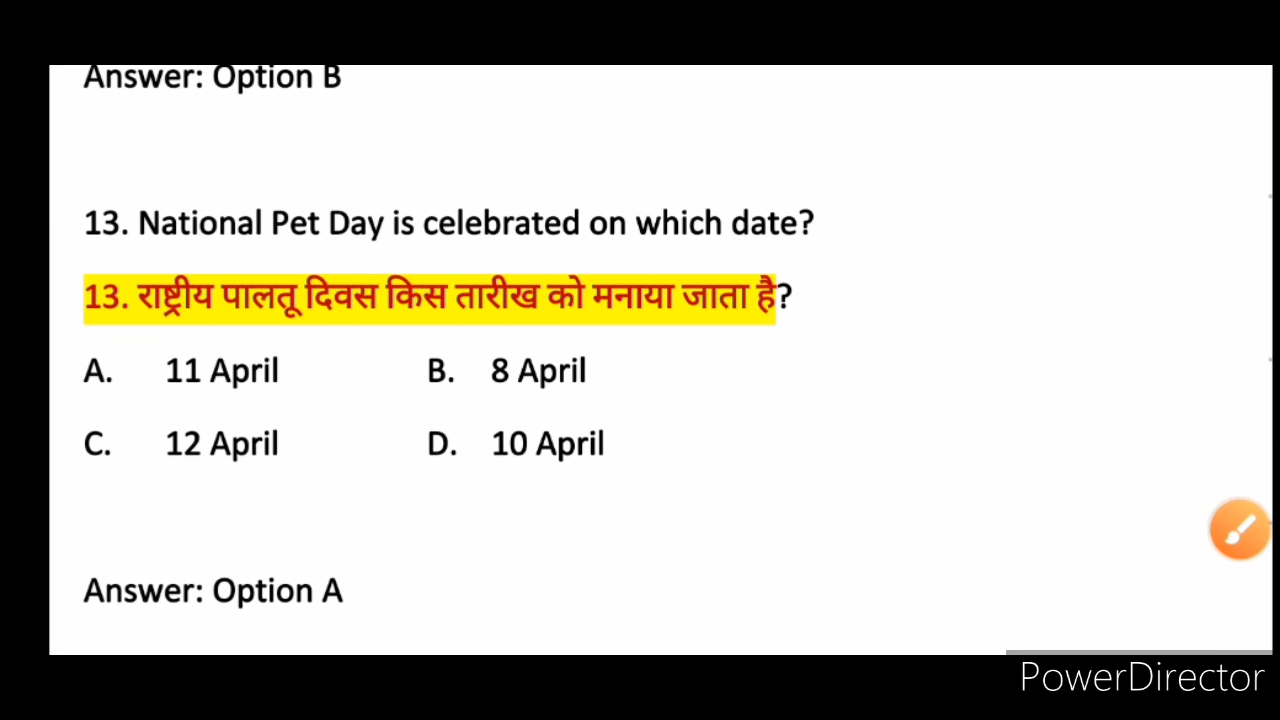 Answer: Option B
13. National Pet Day is celebrated on which date?
13. राष्ट्रीय पालतू दिवस किस तारीख को मनाया जाता है?
A. 11 April B. 8 April
C. 12 April D. 10 April
Answer: Option A
PowerDirector